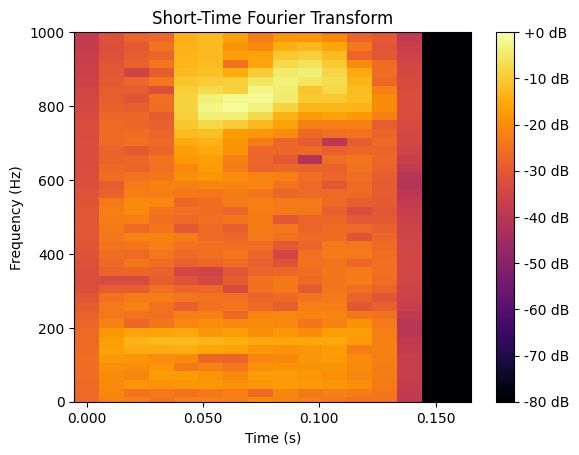 Short-Time Fourier Transform
1000
800
600
400
200
0
Frequency (Hz)
0.000
0.050
0.100
0.150
Time (s)
+0 dB
-10 dB
-20 dB
-30 dB
-40 dB
-50 dB
-60 dB
-70 dB
-80 dB